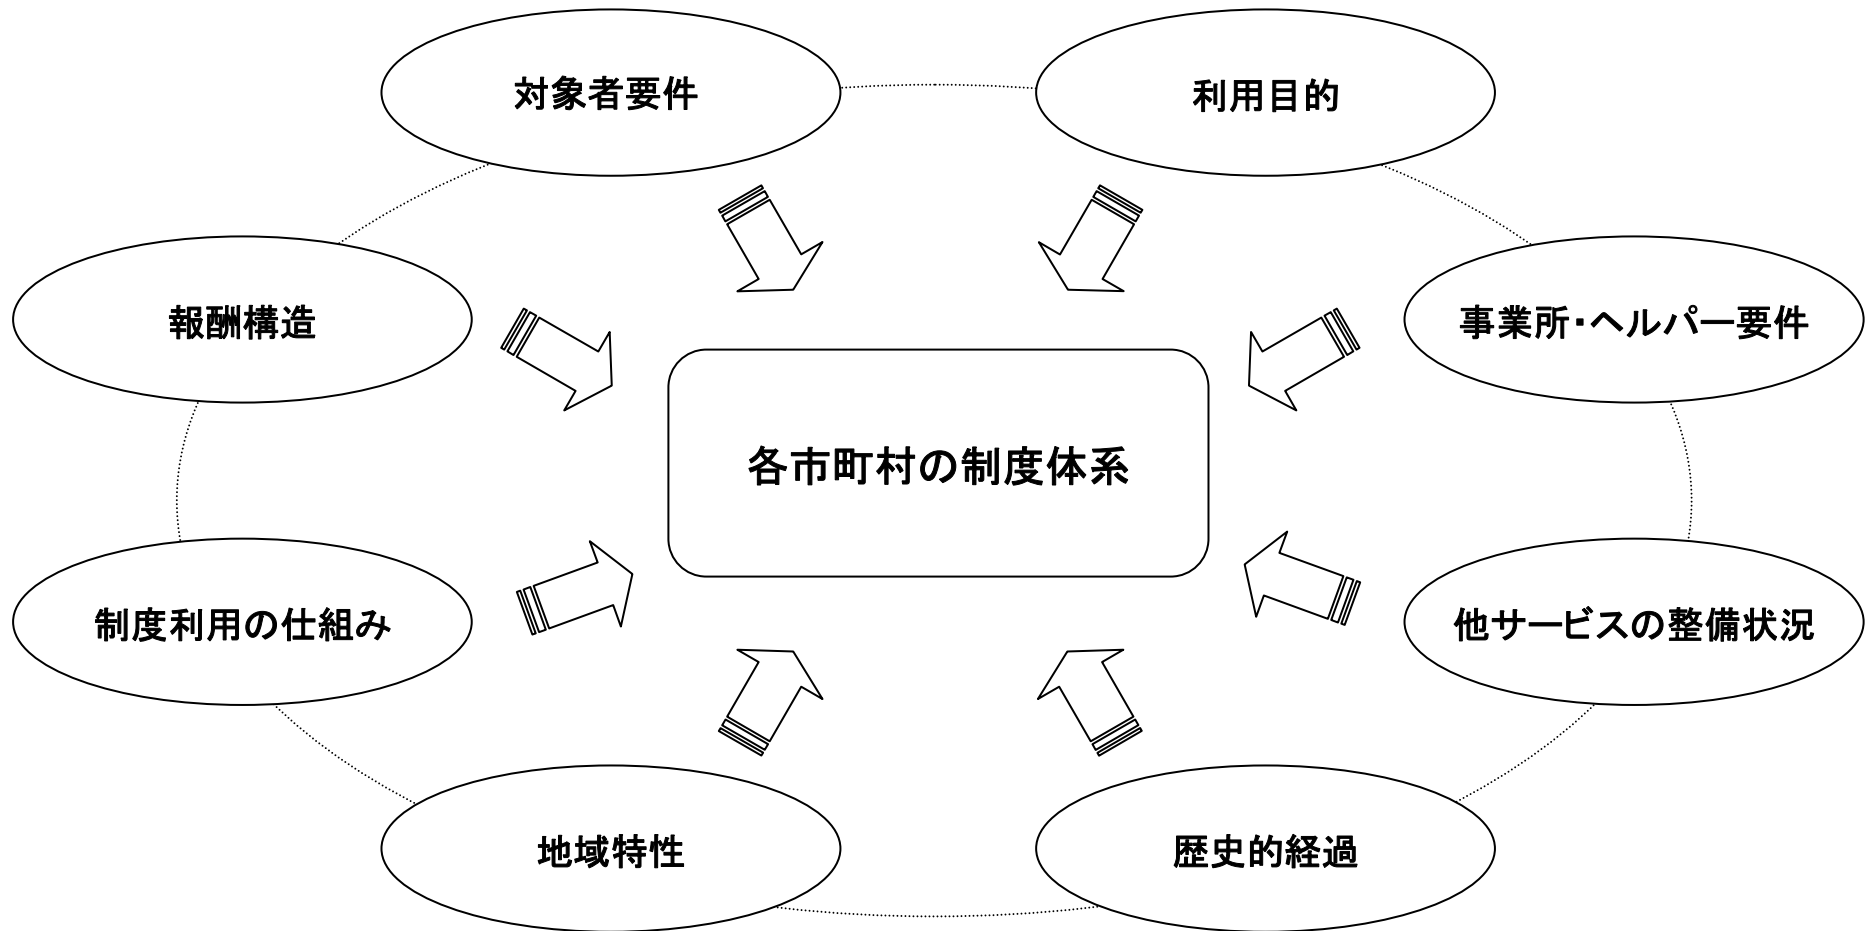 対象者要件
利用目的
報酬構造
事業所・ヘルパー要件
各市町村の制度体系
制度利用の仕組み
他サービスの整備状況
地域特性
歴史的経過